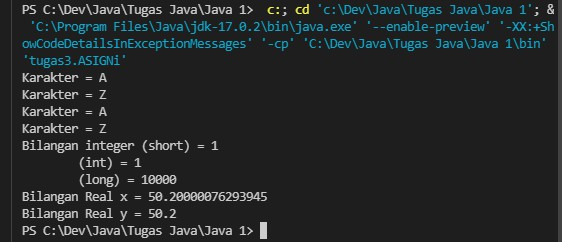 PS C:\Dev\Java\Tugas Java\Java 1>  c:; cd 'c:\Dev\Java\Tugas Java\Java 1'; &
 'C:\Program Files\Java\jdk-17.0.2\bin\java.exe' '--enable-preview' '-XX:+Sh
owCodeDetailsInExceptionMessages' '-cp' 'C:\Dev\Java\Tugas Java\Java 1\bin'
'tugas3.ASIGNi'
Karakter = A
Karakter = Z
Karakter = A
Karakter = Z
Bilangan integer (short) = 1
        (int) = 1
        (long) = 10000
Bilangan Real x = 50.20000076293945
Bilangan Real y = 50.2
PS C:\Dev\Java\Tugas Java\Java 1>